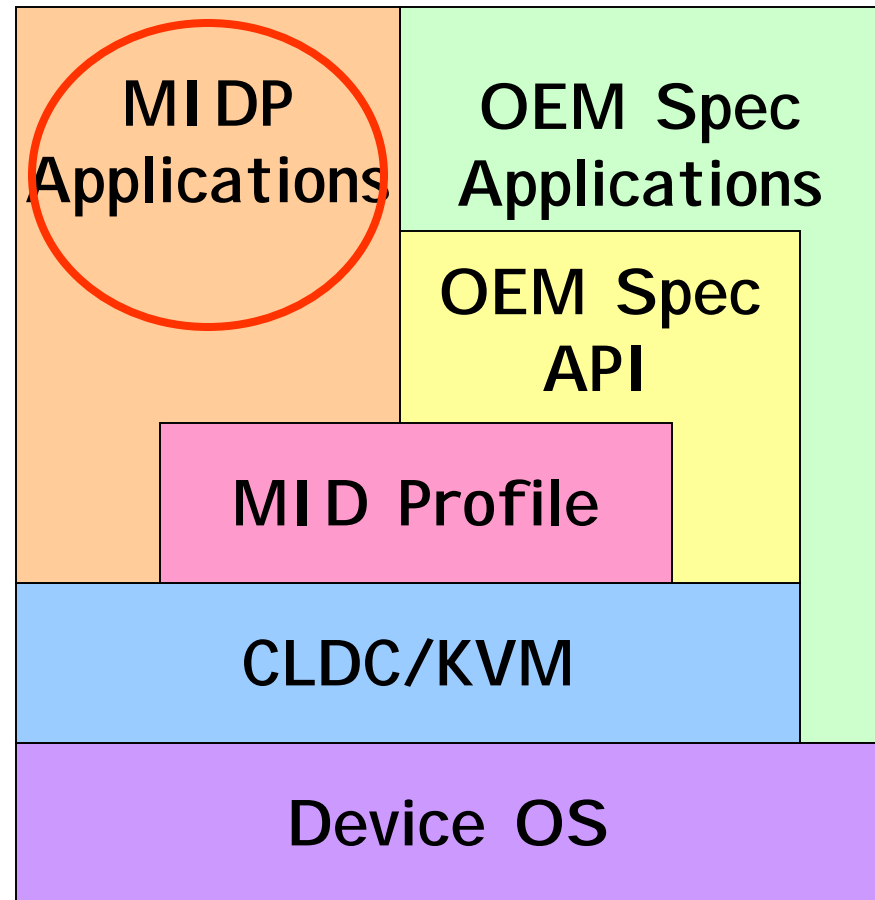 MIDP
Applications
OEM Spec
Applications
OEM Spec
API
MID Profile
CLDC/KVM
Device OS